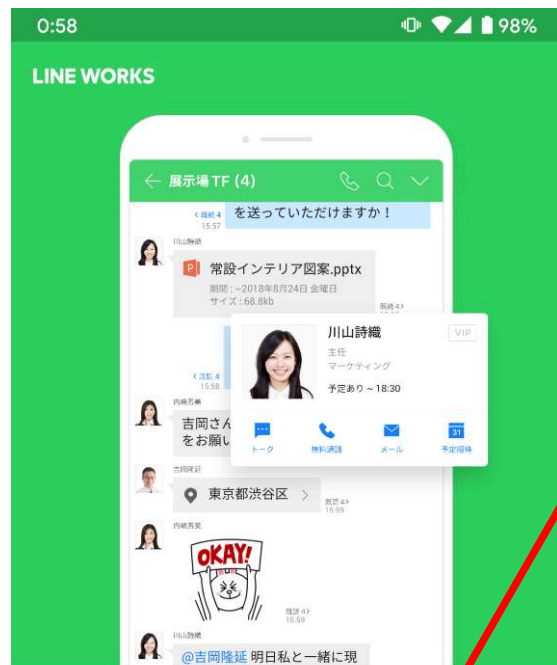 0:58
98%
LINE WORKS
展示場TF (4)
を送っていただけますか！
既読 4
15:57
川山詩織
P
常設インテリア図案.pptx
期間 : ~2018年8月24日 金曜日
サイズ : 68.8kb
既読 4
川山詩織
VIP
主任
マーケティング
予定あり ~ 18:30
トーク
無料通話
メール
31
予定招待
既読 4
15:58
内崎芳美
吉岡さん
をお願い
吉岡隆延
東京都渋谷区
既読 4
15:59
内崎芳美
OKAY!
既読 4
15:59
川山詩織
@吉岡隆延 明日私と一緒に現